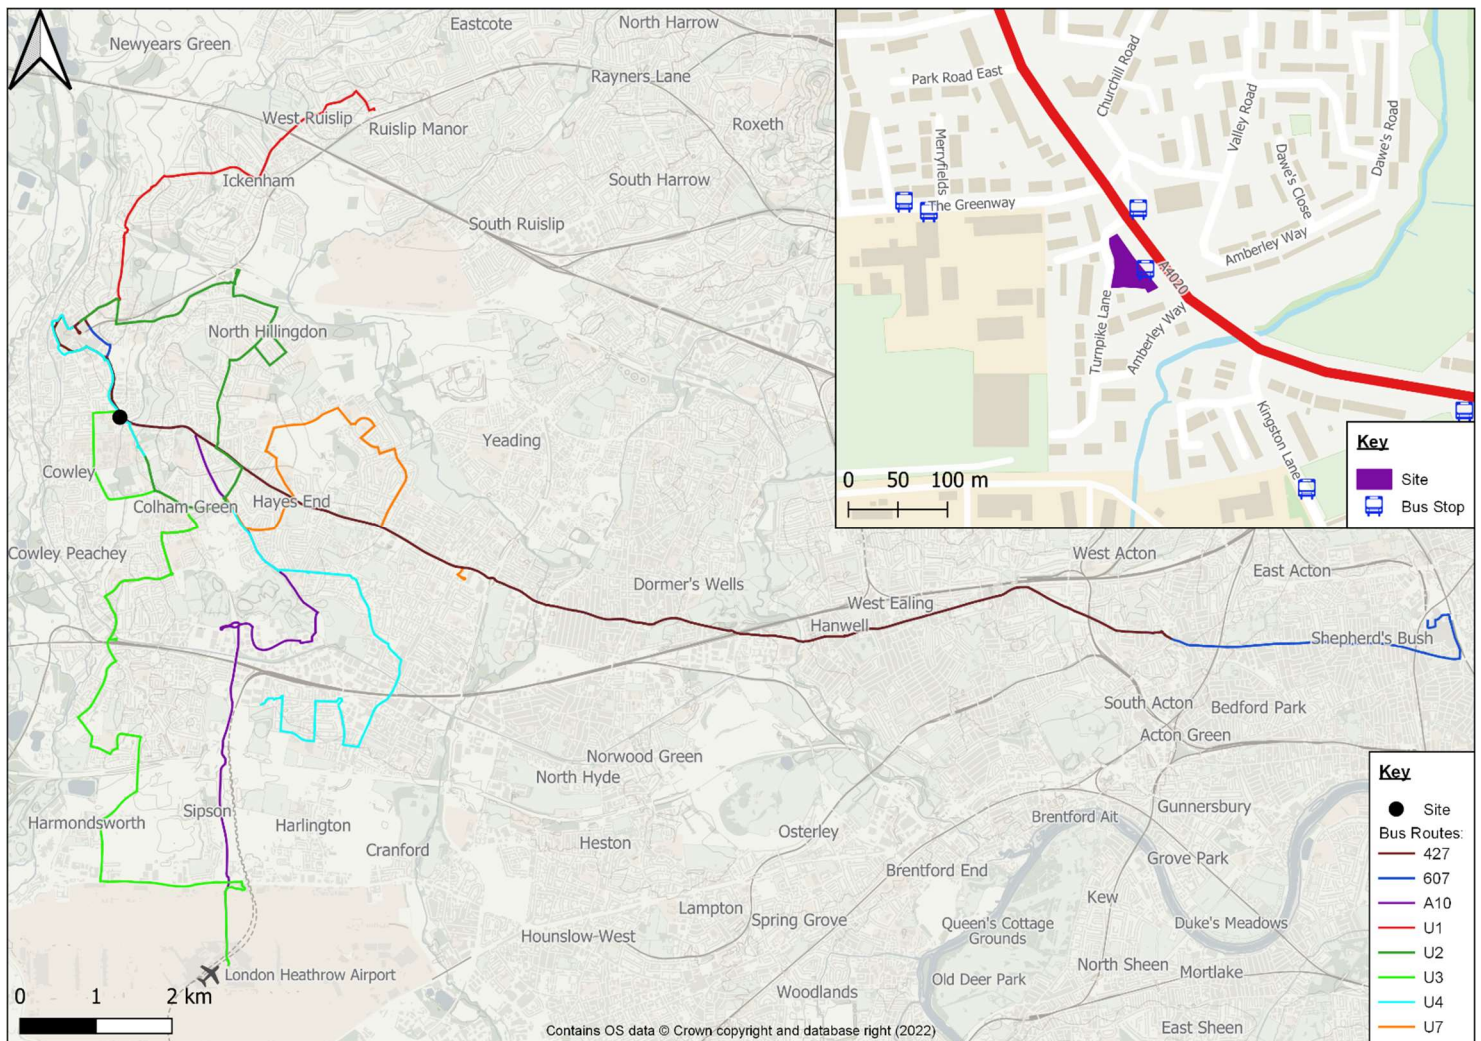 Newyears Green
Eastcote
North Harrow
Rayners Lane
West Ruislip
Ruislip Manor
Roxeth
Ickenham
South Harrow
South Ruislip
North Hillingdon
Yeading
Cowley
Colham Green
Hayes End
Cowley Peachey
Dormer's Wells
West Acton
East Acton
West Ealing
Hanwell
Shepherd's Bush
South Acton
Bedford Park
Acton Green
Norwood Green
North Hyde
Sipson
Harmondsworth
Harlington
Cranford
Heston
Osterley
Gunnersbury
Brentford Ait
Grove Park
Brentford End
Kew
Lampton
Spring Grove
Queen's Cottage
Grounds
Duke's Meadows
Hounslow West
London Heathrow Airport
Old Deer Park
North Sheen
Mortlake
Woodlands
East Sheen
0 1 2 km
Contains OS data © Crown copyright and database right (2022)
Park Road East
Churchill Road
Merryfields
Valley Road
Dawe's Close
Dawe's Road
The Greenway
Amberley Way
A4020
Turnpike Lane
Amberley Way
Kingston Lane
0 50 100 m
Key
Site
Bus Stop
Key
Site
Bus Routes:
427
607
A10
U1
U2
U3
U4
U7